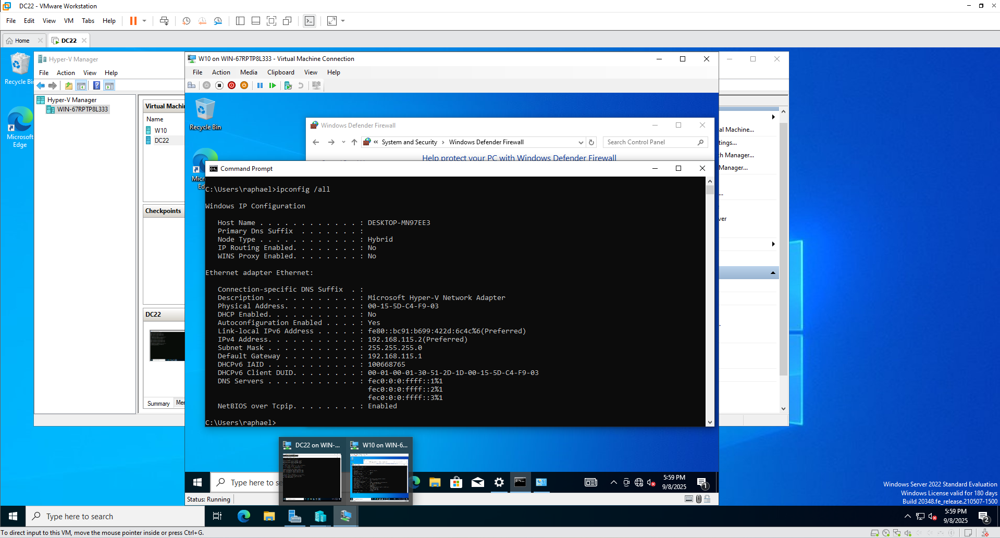 DC22 - VMware Workstation
File Edit View VM Tabs Help
Home
DC22
Recycle Bin
Microsoft Edge
Hyper-V Manager
File Action View Help
Hyper-V Manager
WIN-67RPTP8L333
Virtual Machin
Name
W10
DC22
Checkpoints
DC22
Summary Me
W10 on WIN-67RPTP8L333 - Virtual Machine Connection
File Action Media Clipboard View Help
Recycle Bin
Micr
Ed
Windows Defender Firewall
« System and Security › Windows Defender Firewall
Search Control Panel
Help protect your PC with Windows Defender Firewall
Command Prompt
C:\Users\raphael>ipconfig /all
Windows IP Configuration
Host Name . . . . . . . . . . . . : DESKTOP-MN97EE3
Primary Dns Suffix  . . . . . . . :
Node Type . . . . . . . . . . . . : Hybrid
IP Routing Enabled. . . . . . . . : No
WINS Proxy Enabled. . . . . . . . : No
Ethernet adapter Ethernet:
Connection-specific DNS Suffix  . :
Description . . . . . . . . . . . : Microsoft Hyper-V Network Adapter
Physical Address. . . . . . . . . : 00-15-5D-C4-F9-03
DHCP Enabled. . . . . . . . . . . : No
Autoconfiguration Enabled . . . . : Yes
Link-local IPv6 Address . . . . . : fe80::bc91:b699:422d:6c4c%6(Preferred)
IPv4 Address. . . . . . . . . . . : 192.168.115.2(Preferred)
Subnet Mask . . . . . . . . . . . : 255.255.255.0
Default Gateway . . . . . . . . . : 192.168.115.1
DHCPv6 IAID . . . . . . . . . . . : 100668765
DHCPv6 Client DUID. . . . . . . . : 00-01-00-01-30-51-2D-1D-00-15-5D-C4-F9-03
DNS Servers . . . . . . . . . . . : fec0:0:0:ffff::1%1
fec0:0:0:ffff::2%1
fec0:0:0:ffff::3%1
NetBIOS over Tcpip. . . . . . . . : Enabled
C:\Users\raphael>
al Machine...
tings...
ch Manager...
Manager...
...
ver
DC22 on WIN-...
W10 on WIN-6...
Type here to se
5:59 PM
9/8/2025
1
Status: Running
Windows Server 2022 Standard Evaluation
Windows License valid for 180 days
Build 20348.fe_release.210507-1500
Type here to search
5:59 PM
9/8/2025
2
To direct input to this VM, move the mouse pointer inside or press Ctrl+G.